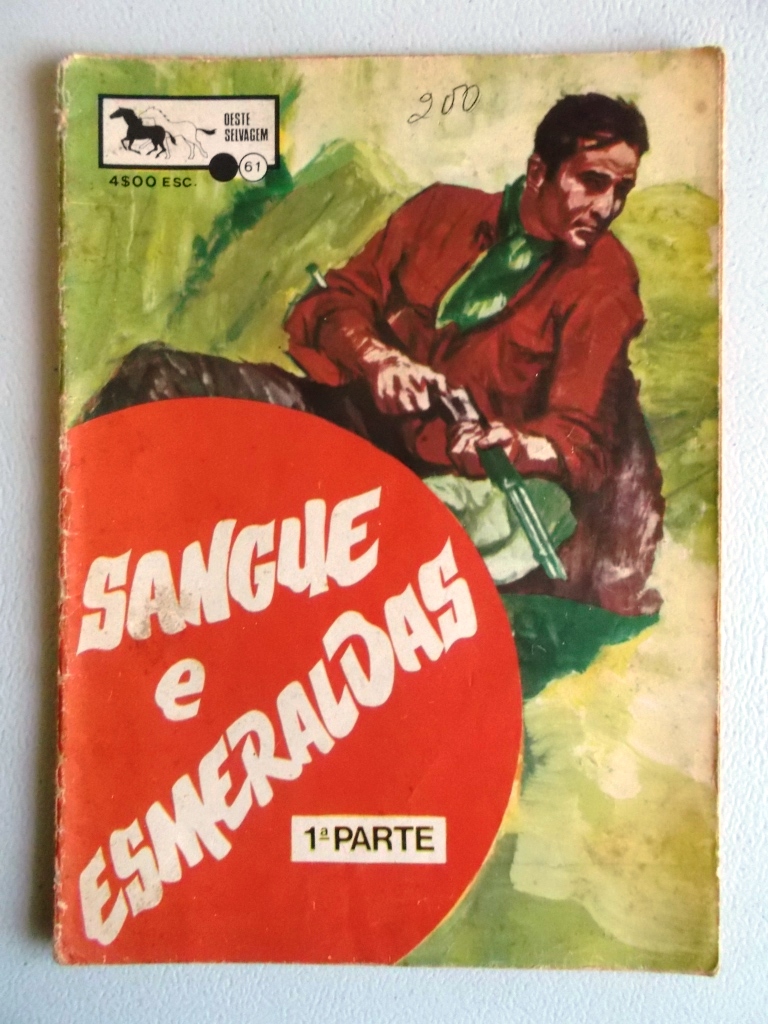 200
OESTE
SELVAGEM
61
4$00 ESC.
SANGUE
e
ESMERALDAS
1ª PARTE